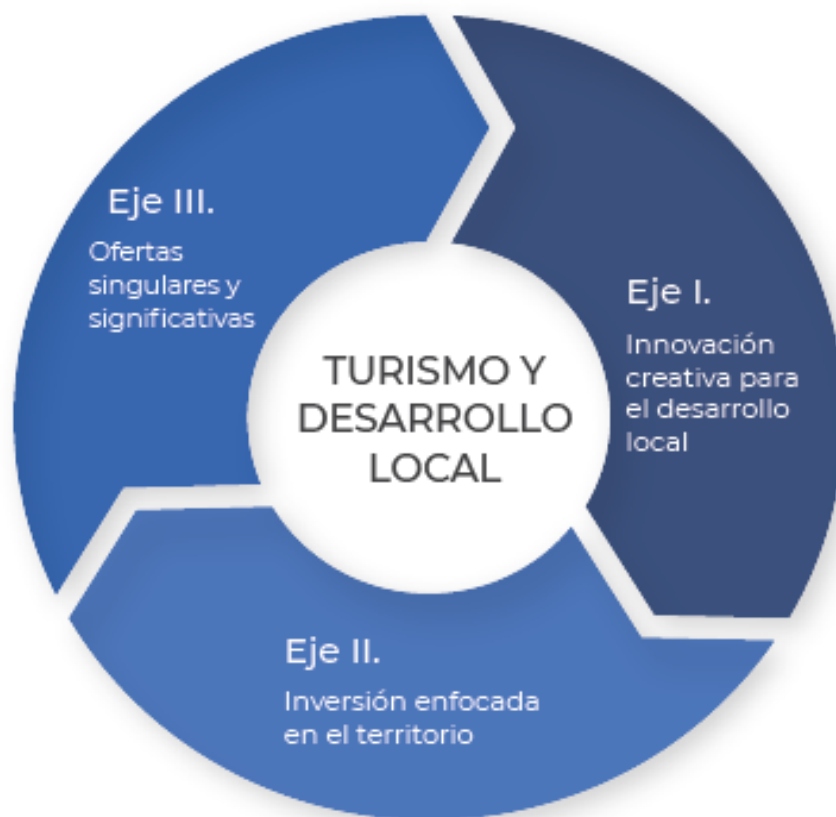 Eje III.
Ofertas
singulares y
significativas
Eje I.
Innovación
creativa para
el desarrollo
local
TURISMO Y
DESARROLLO
LOCAL
Eje II.
Inversión enfocada
en el territorio